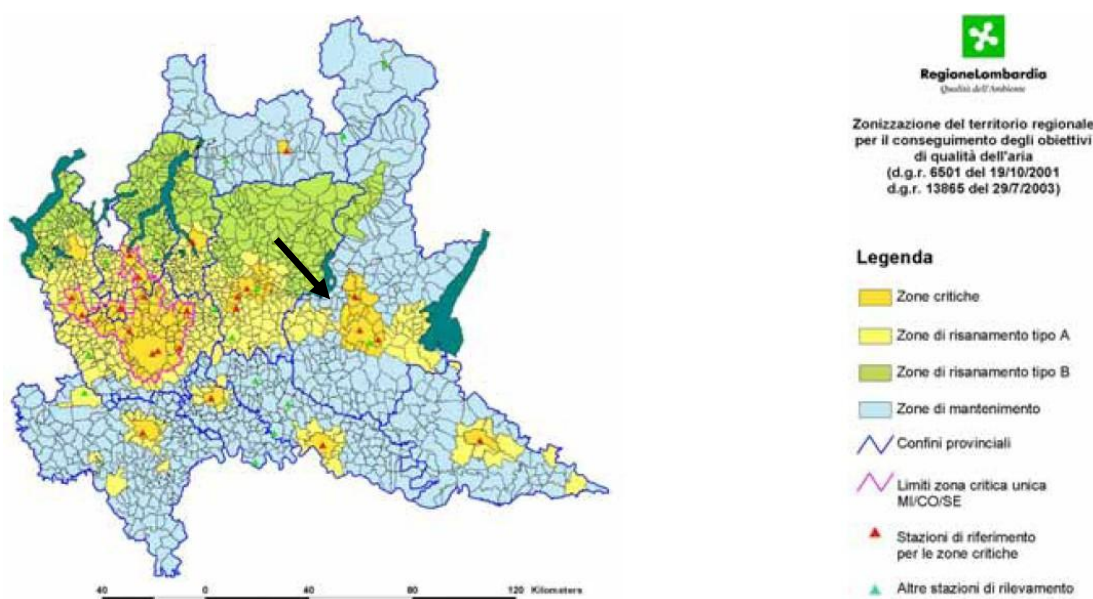 RegioneLombardia
Qualità dell'Ambiente
Zonizzazione del territorio regionale
per il conseguimento degli obiettivi
di qualità dell'aria
(d.g.r. 6501 del 19/10/2001
d.g.r. 13865 del 29/7/2003)
Legenda
Zone critiche
Zone di risanamento tipo A
Zone di risanamento tipo B
Zone di mantenimento
Confini provinciali
Limiti zona critica unica
MI/CO/SE
Stazioni di riferimento
per le zone critiche
Altre stazioni di rilevamento
40 0 40 80 120 Kilometers